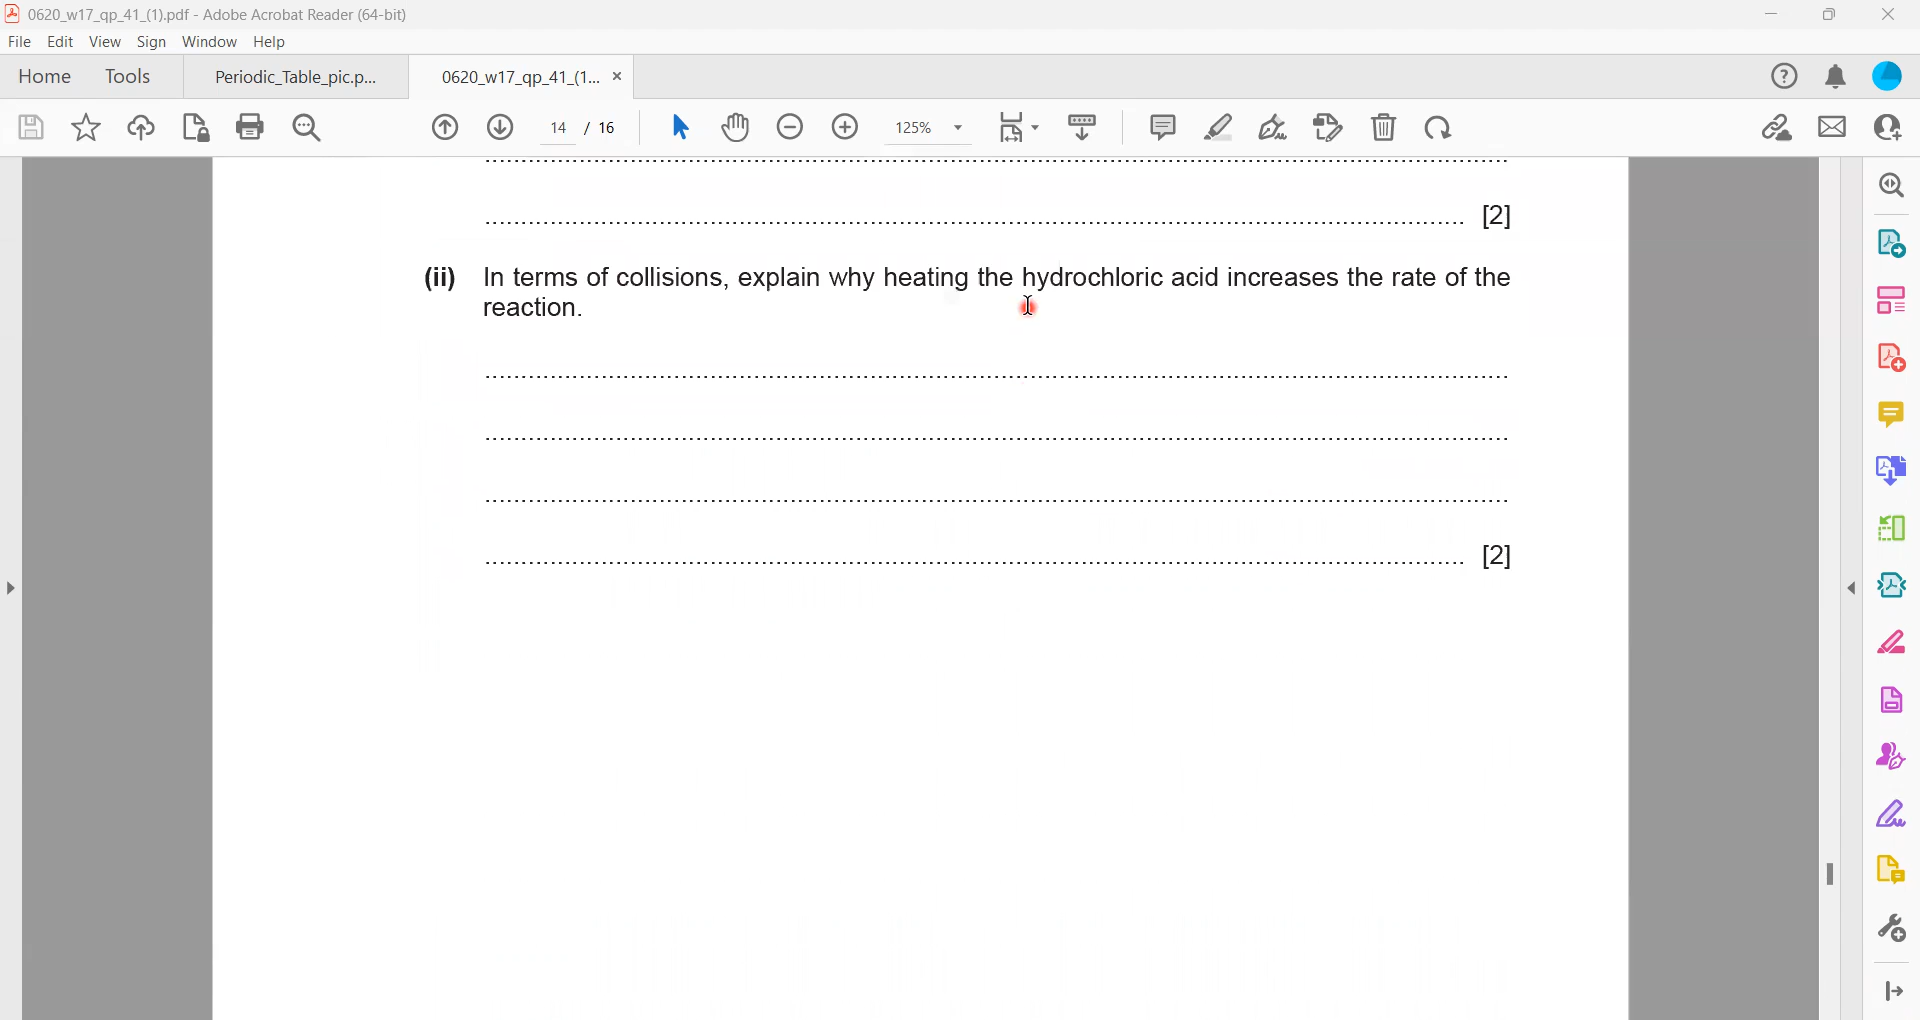 0620_w17_qp_41_(1).pdf - Adobe Acrobat Reader (64-bit)
File Edit View Sign Window Help
Home Tools Periodic_Table_pic.p... 0620_w17_qp_41_(1... ×
14 / 16 125%
[2]
(ii) In terms of collisions, explain why heating the hydrochloric acid increases the rate of the
reaction.
[2]